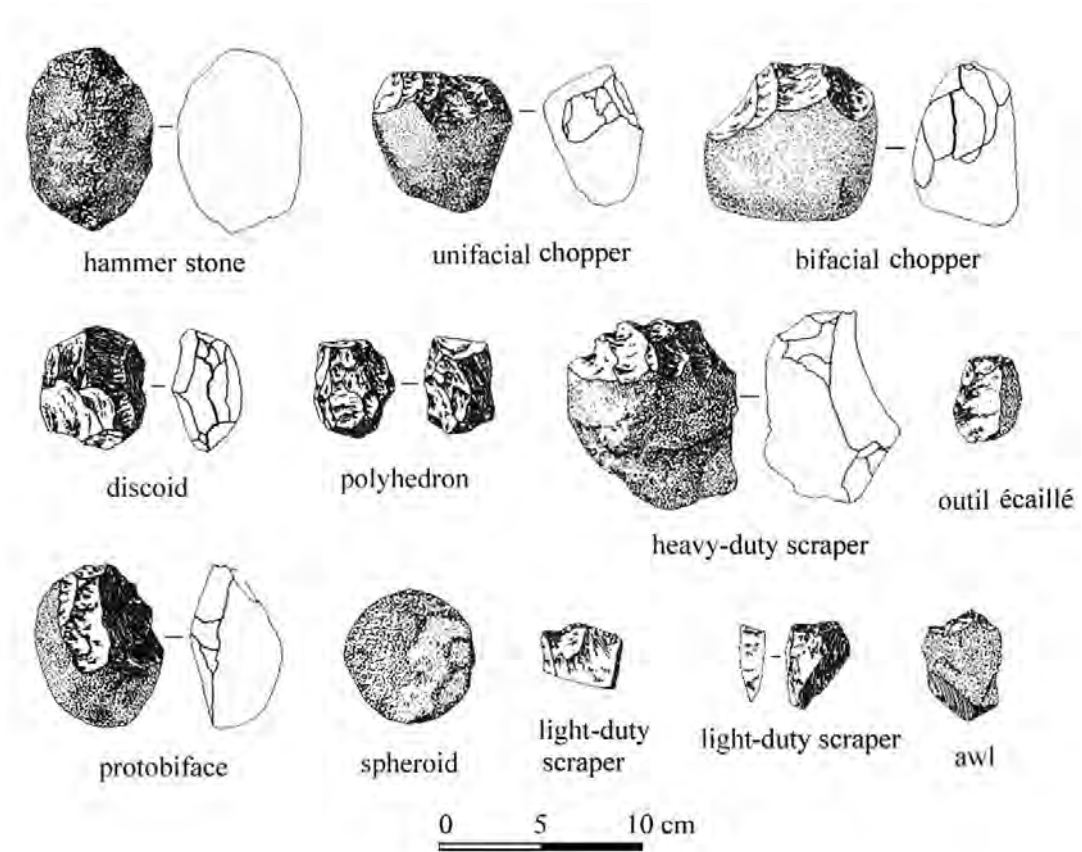 hammer stone
unifacial chopper
bifacial chopper
discoid
polyhedron
heavy-duty scraper
outil écaillé
protobiface
spheroid
light-duty
scraper
light-duty scraper
awl
0 5 10 cm